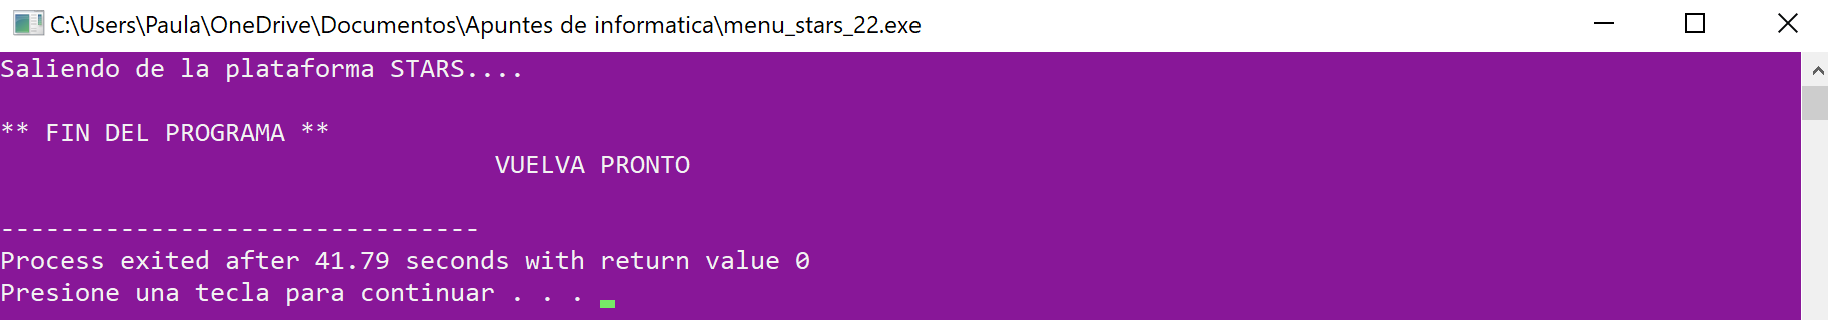 C:\Users\Paula\OneDrive\Documentos\Apuntes de informatica\menu_stars_22.exe
Saliendo de la plataforma STARS....
** FIN DEL PROGRAMA **
VUELVA PRONTO
--------------------------------
Process exited after 41.79 seconds with return value 0
Presione una tecla para continuar . . .